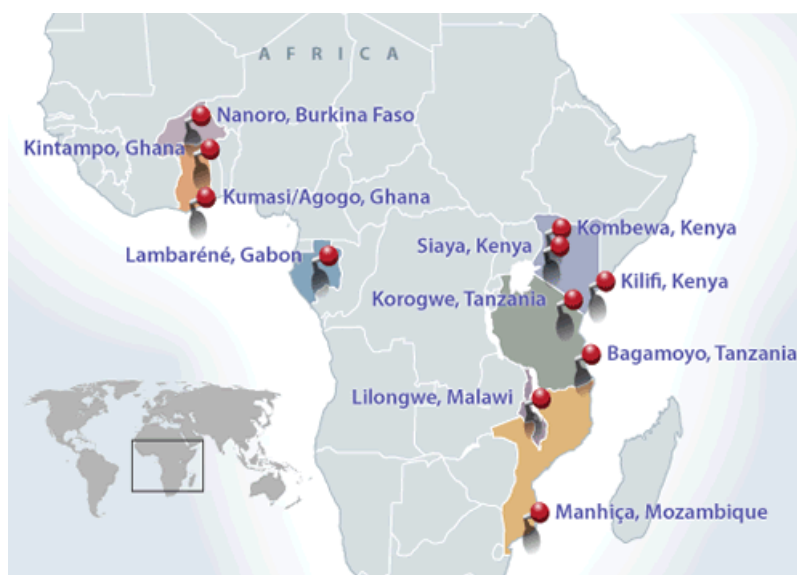 AFRICA
Nanoro, Burkina Faso
Kintampo, Ghana
Kumasi/Agogo, Ghana
Kombewa, Kenya
Siaya, Kenya
Lambaréné, Gabon
Kilifi, Kenya
Korogwe, Tanzania
Bagamoyo, Tanzania
Lilongwe, Malawi
Manhiça, Mozambique